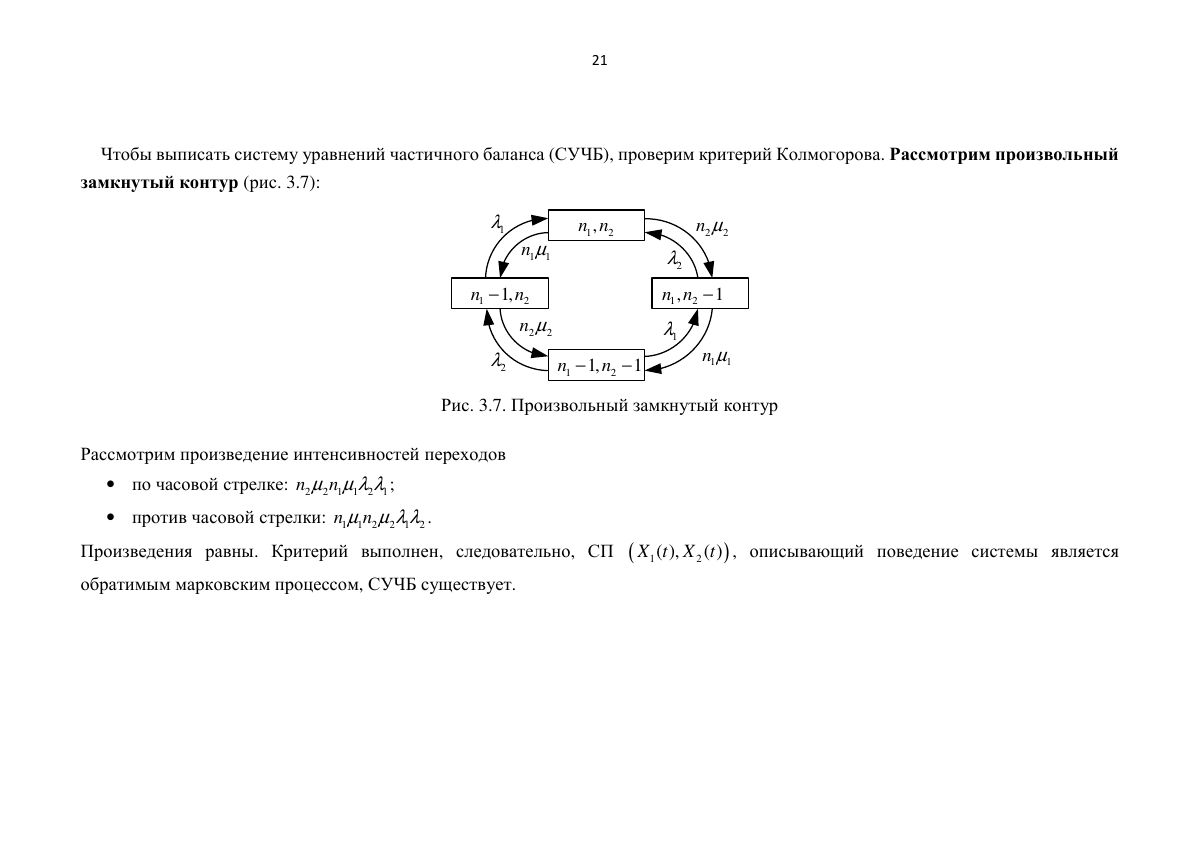 21
Чтобы выписать систему уравнений частичного баланса (СУЧБ), проверим критерий Колмогорова. Рассмотрим произвольный
замкнутый контур (рис. 3.7):
λ₁
n₁, n₂
n₂μ₂
n₁μ₁
λ₂
n₁ − 1, n₂
n₁, n₂ − 1
n₂μ₂
λ₁
λ₂
n₁ − 1, n₂ − 1
n₁μ₁
Рис. 3.7. Произвольный замкнутый контур
Рассмотрим произведение интенсивностей переходов
• по часовой стрелке: n₂μ₂n₁μ₁λ₂λ₁;
• против часовой стрелки: n₁μ₁n₂μ₂λ₁λ₂.
Произведения равны. Критерий выполнен, следовательно, СП (X₁(t), X₂(t)), описывающий поведение системы является
обратимым марковским процессом, СУЧБ существует.